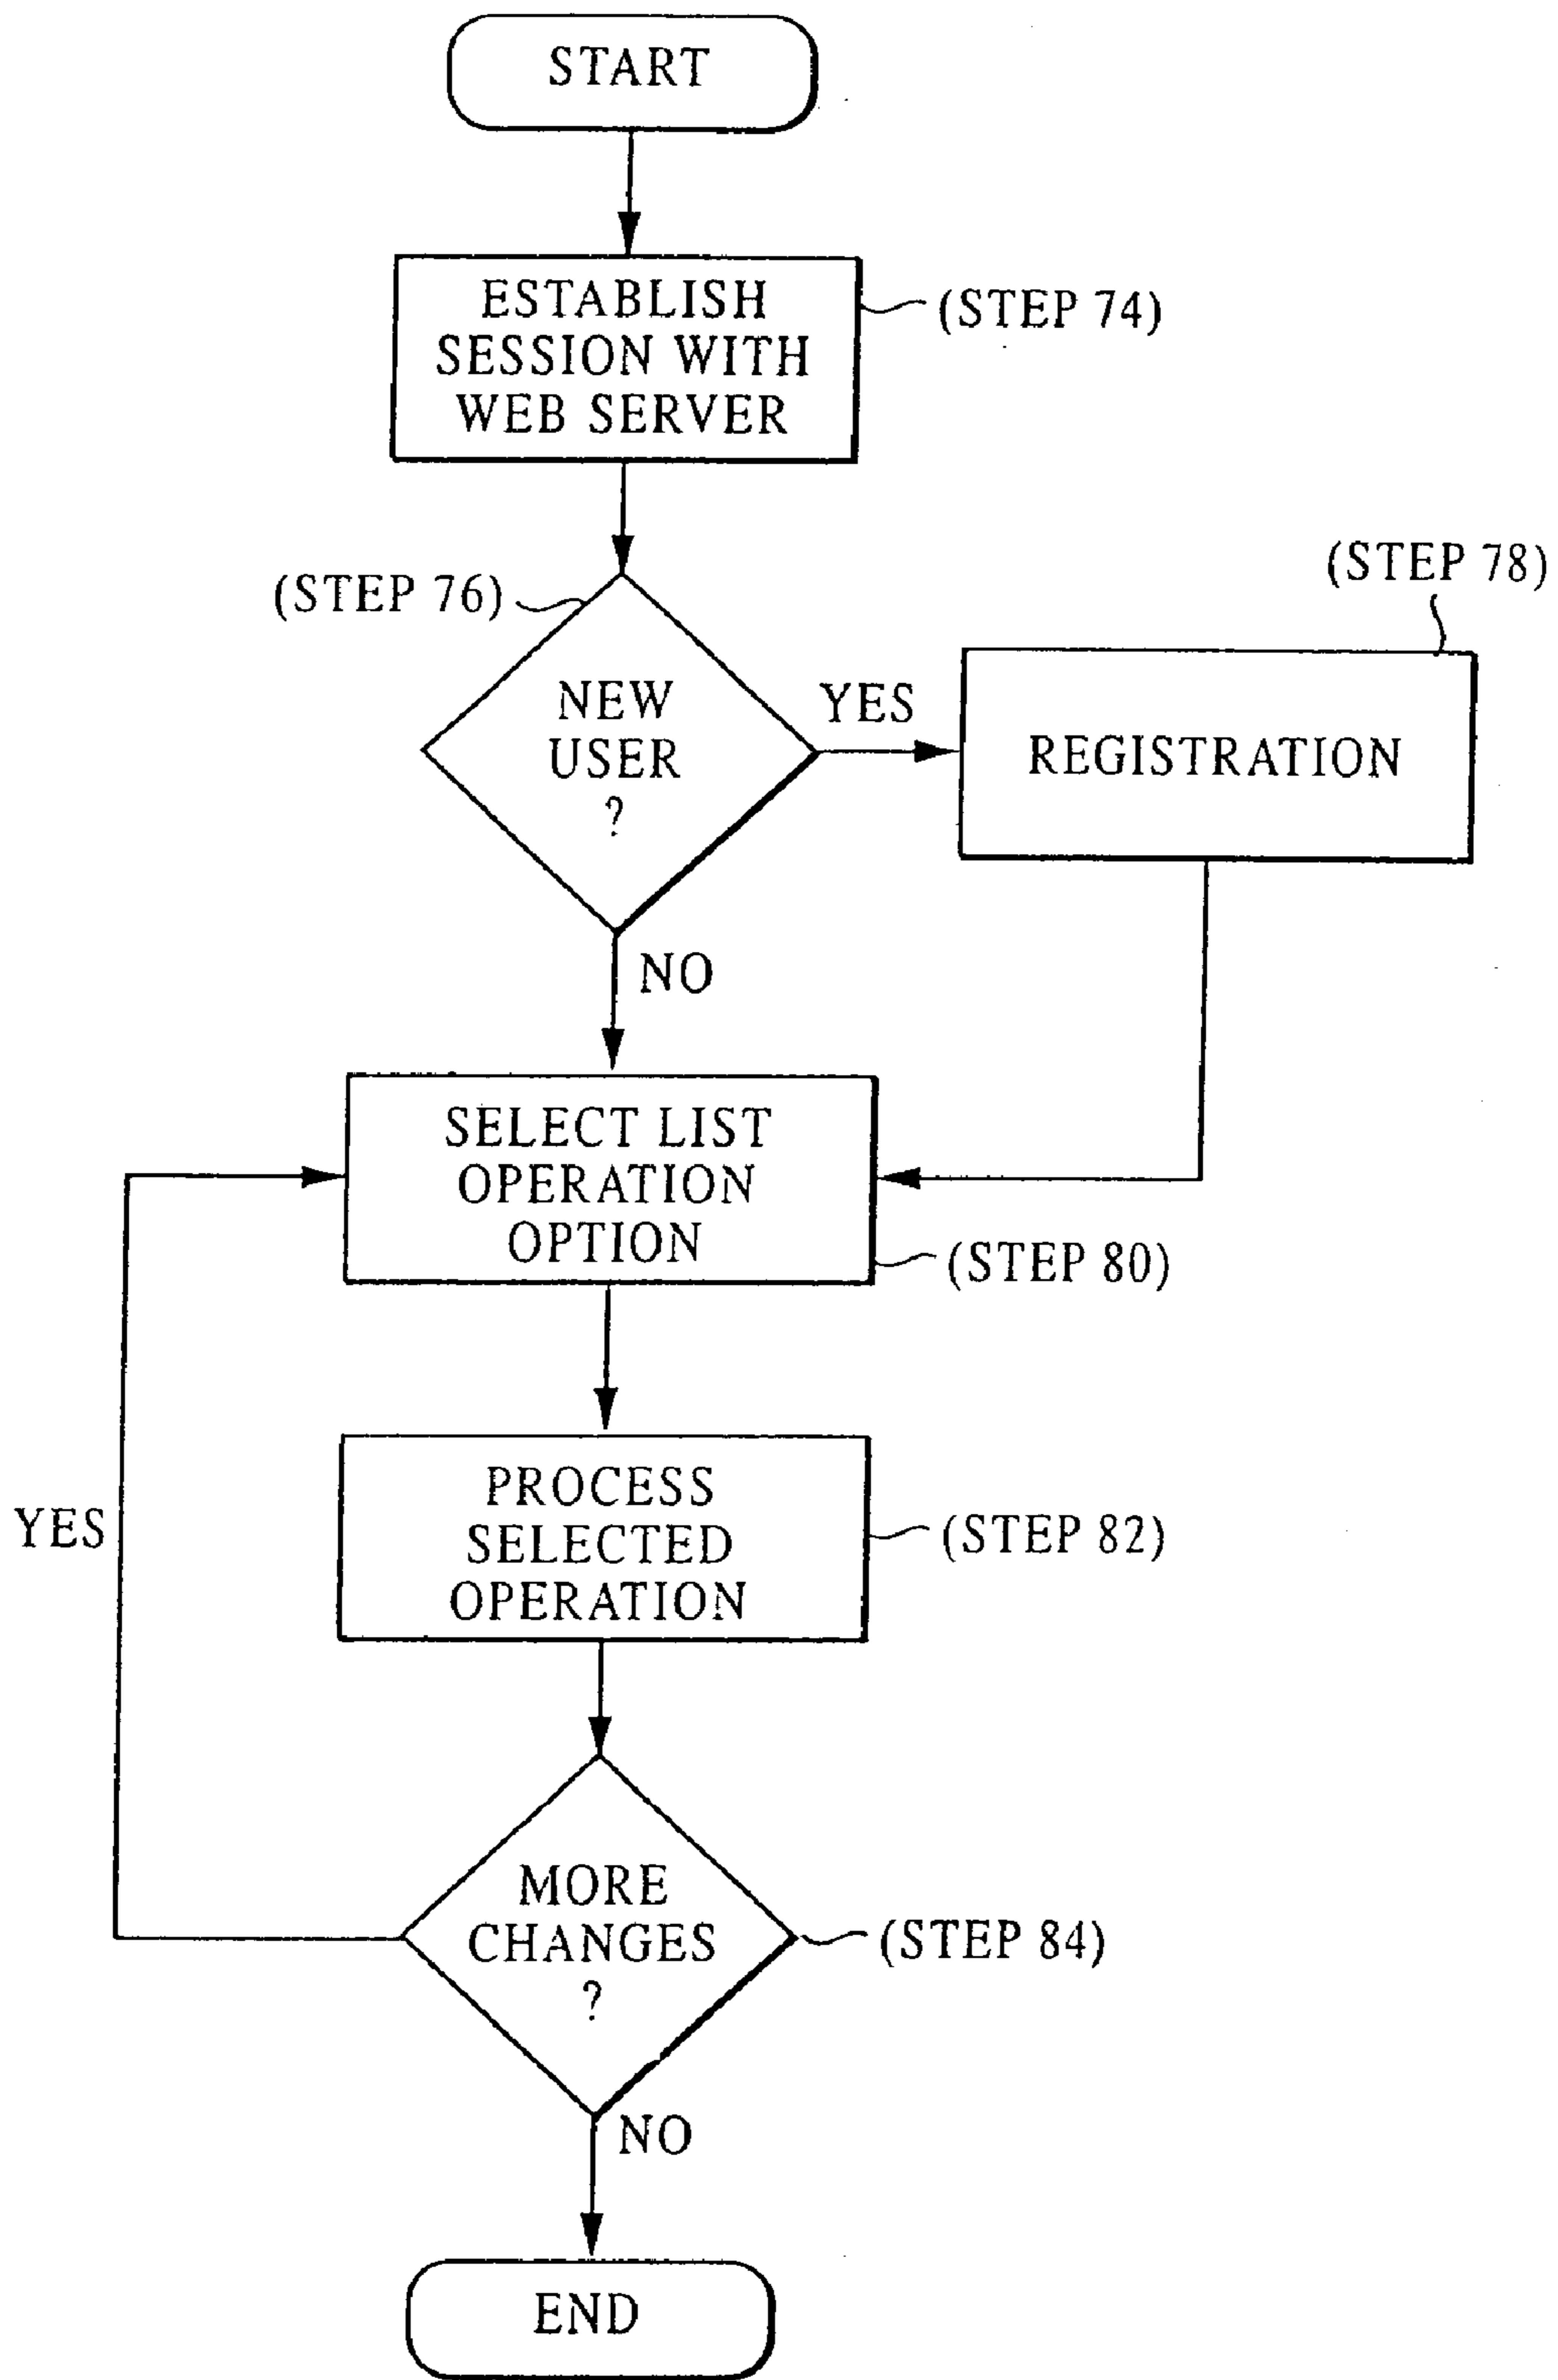 START
ESTABLISH
SESSION WITH
WEB SERVER
(STEP 74)
(STEP 76)
NEW
USER
?
YES
(STEP 78)
REGISTRATION
NO
SELECT LIST
OPERATION
OPTION
(STEP 80)
PROCESS
SELECTED
OPERATION
(STEP 82)
YES
MORE
CHANGES
?
(STEP 84)
NO
END